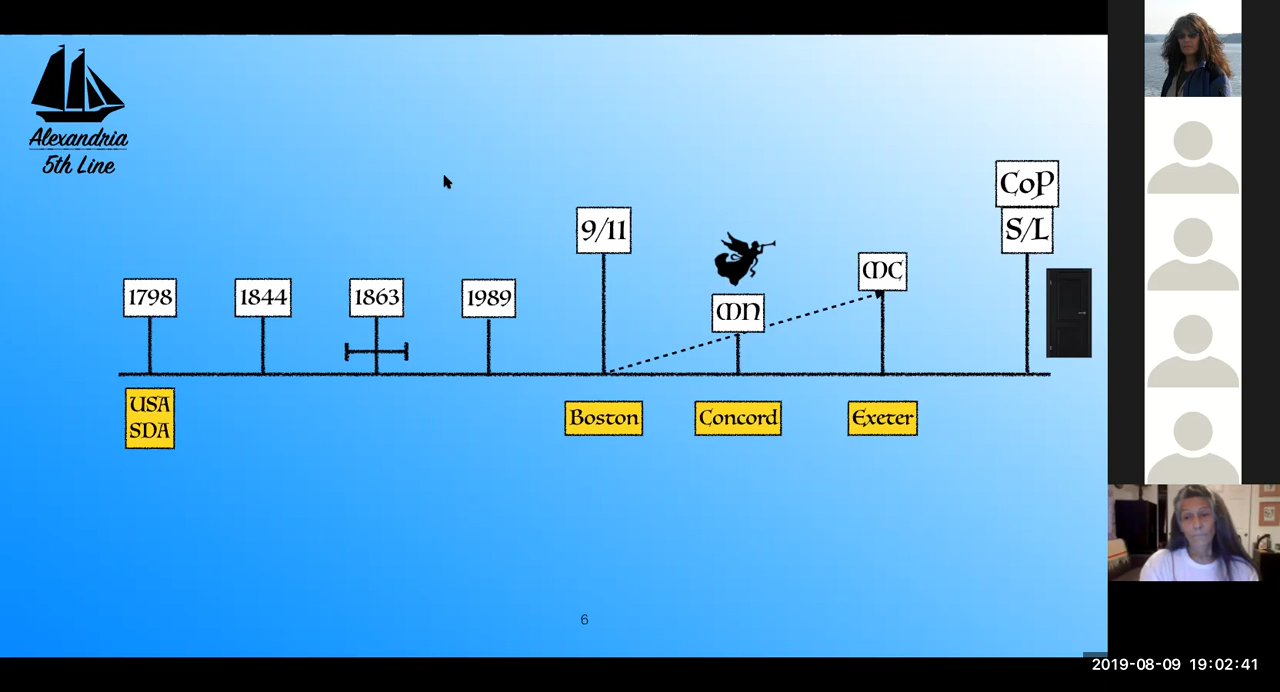 Alexandria
5th Line
CoP
9/11
S/L
MC
1798
1844
1863
1989
MN
USA
SDA
Boston
Concord
Exeter
6
2019-08-09 19:02:41